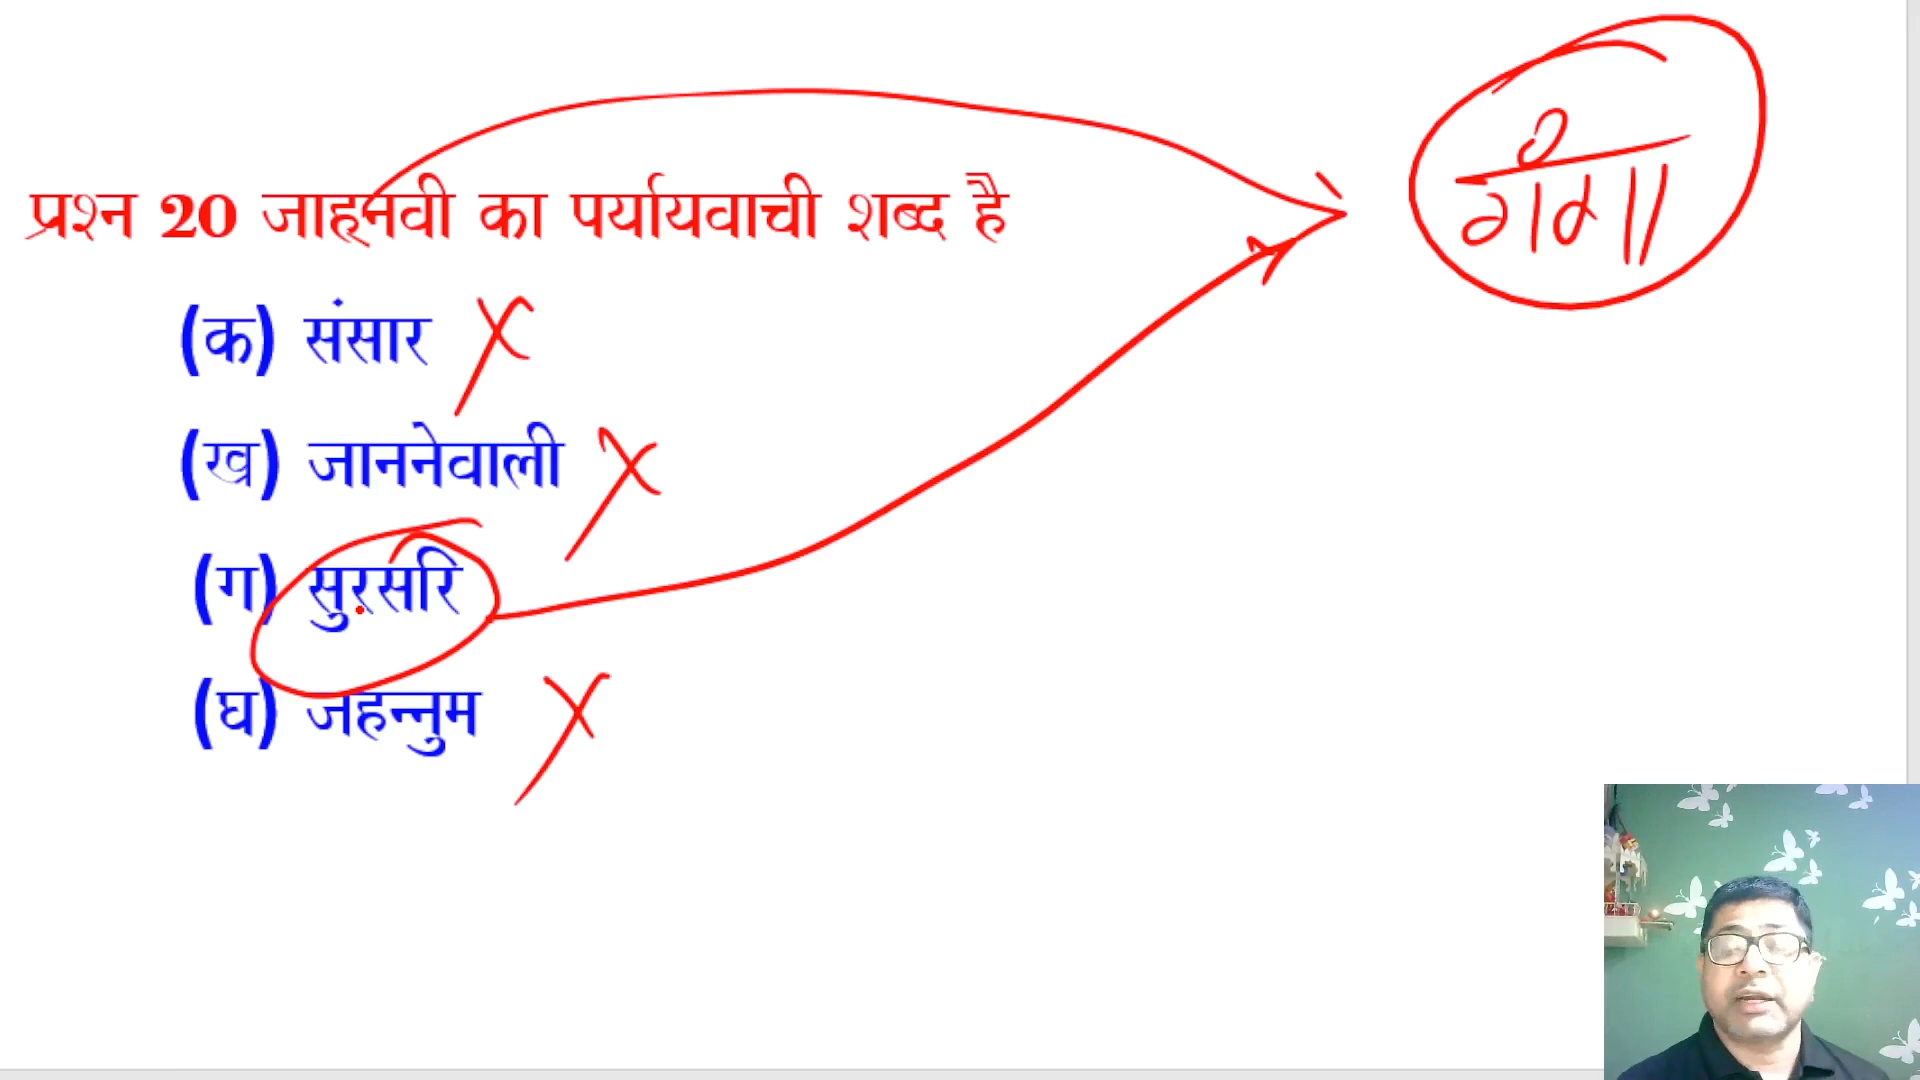 गंगा
प्रश्न 20 जाह्नवी का पर्यायवाची शब्द है
(क) संसार
(ख) जाननेवाली
(ग) सुरसरि
(घ) जहन्नुम